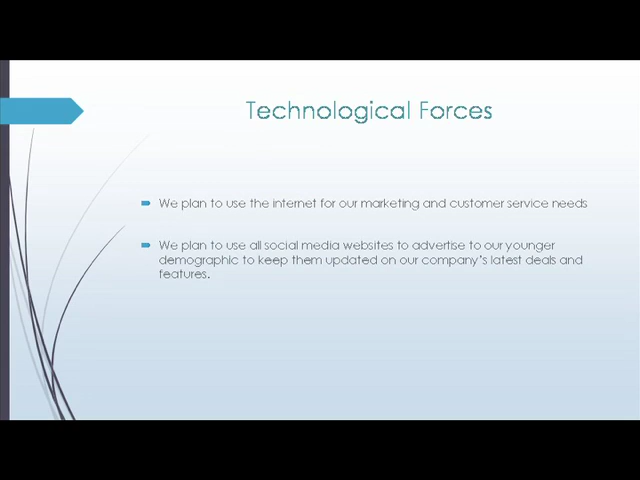 Technological Forces
We plan to use the internet for our marketing and customer service needs
We plan to use all social media websites to advertise to our younger
demographic to keep them updated on our company's latest deals and
features.